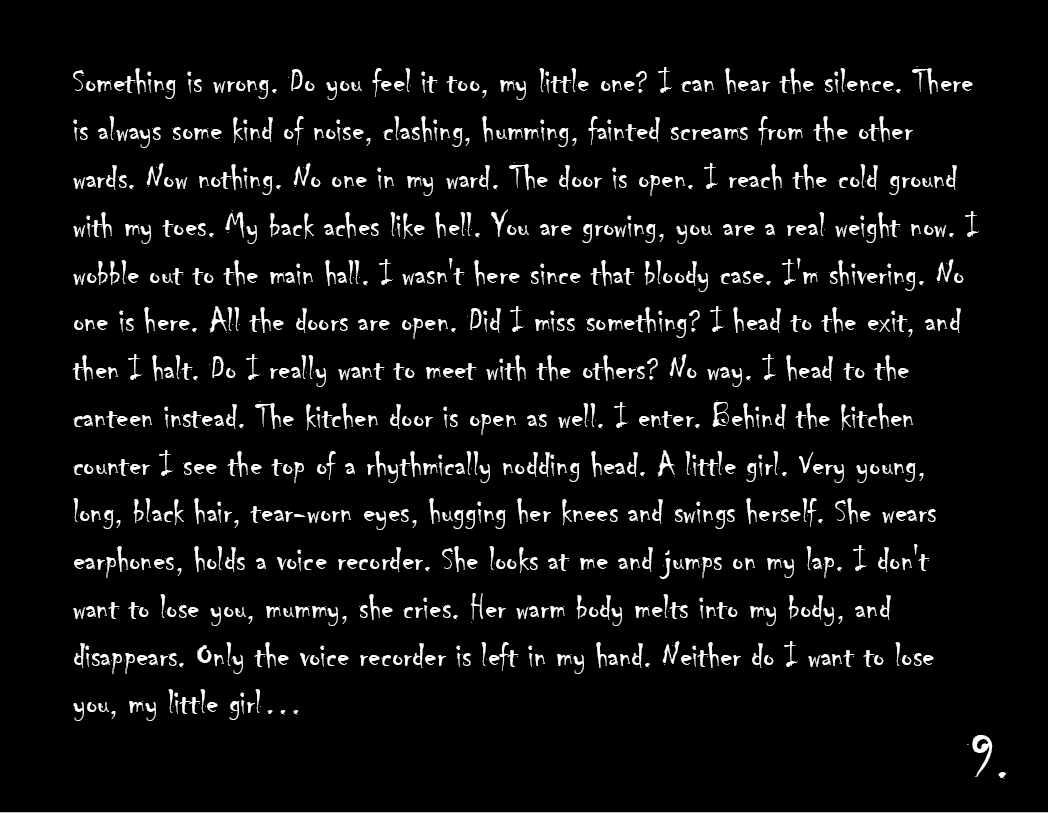 Something is wrong. Do you feel it too, my little one? I can hear the silence. There
is always some kind of noise, clashing, humming, fainted screams from the other
wards. Now nothing. No one in my ward. The door is open. I reach the cold ground
with my toes. My back aches like hell. You are growing, you are a real weight now. I
wobble out to the main hall. I wasn't here since that bloody case. I'm shivering. No
one is here. All the doors are open. Did I miss something? I head to the exit, and
then I halt. Do I really want to meet with the others? No way. I head to the
canteen instead. The kitchen door is open as well. I enter. Behind the kitchen
counter I see the top of a rhythmically nodding head. A little girl. Very young,
long, black hair, tear-worn eyes, hugging her knees and swings herself. She wears
earphones, holds a voice recorder. She looks at me and jumps on my lap. I don't
want to lose you, mummy, she cries. Her warm body melts into my body, and
disappears. Only the voice recorder is left in my hand. Neither do I want to lose
you, my little girl...
9.